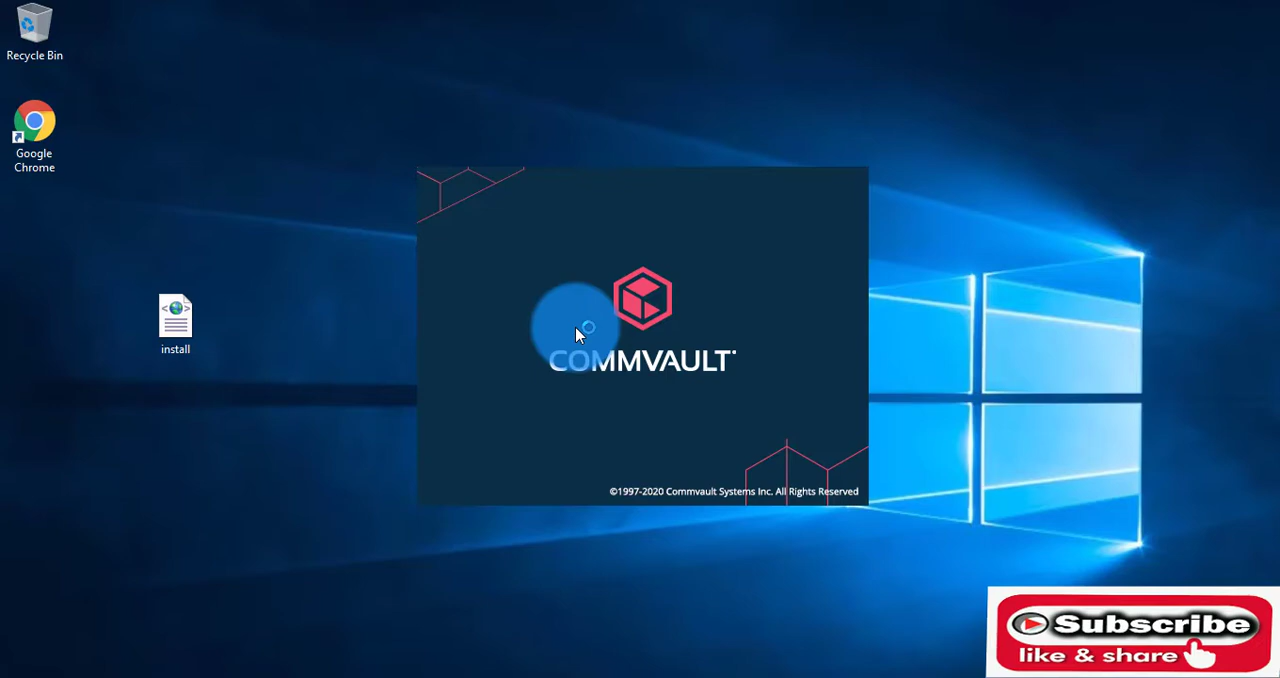 Recycle Bin
Google
Chrome
install
COMMVAULT
©1997-2020 Commvault Systems Inc. All Rights Reserved
Subscribe
like & share